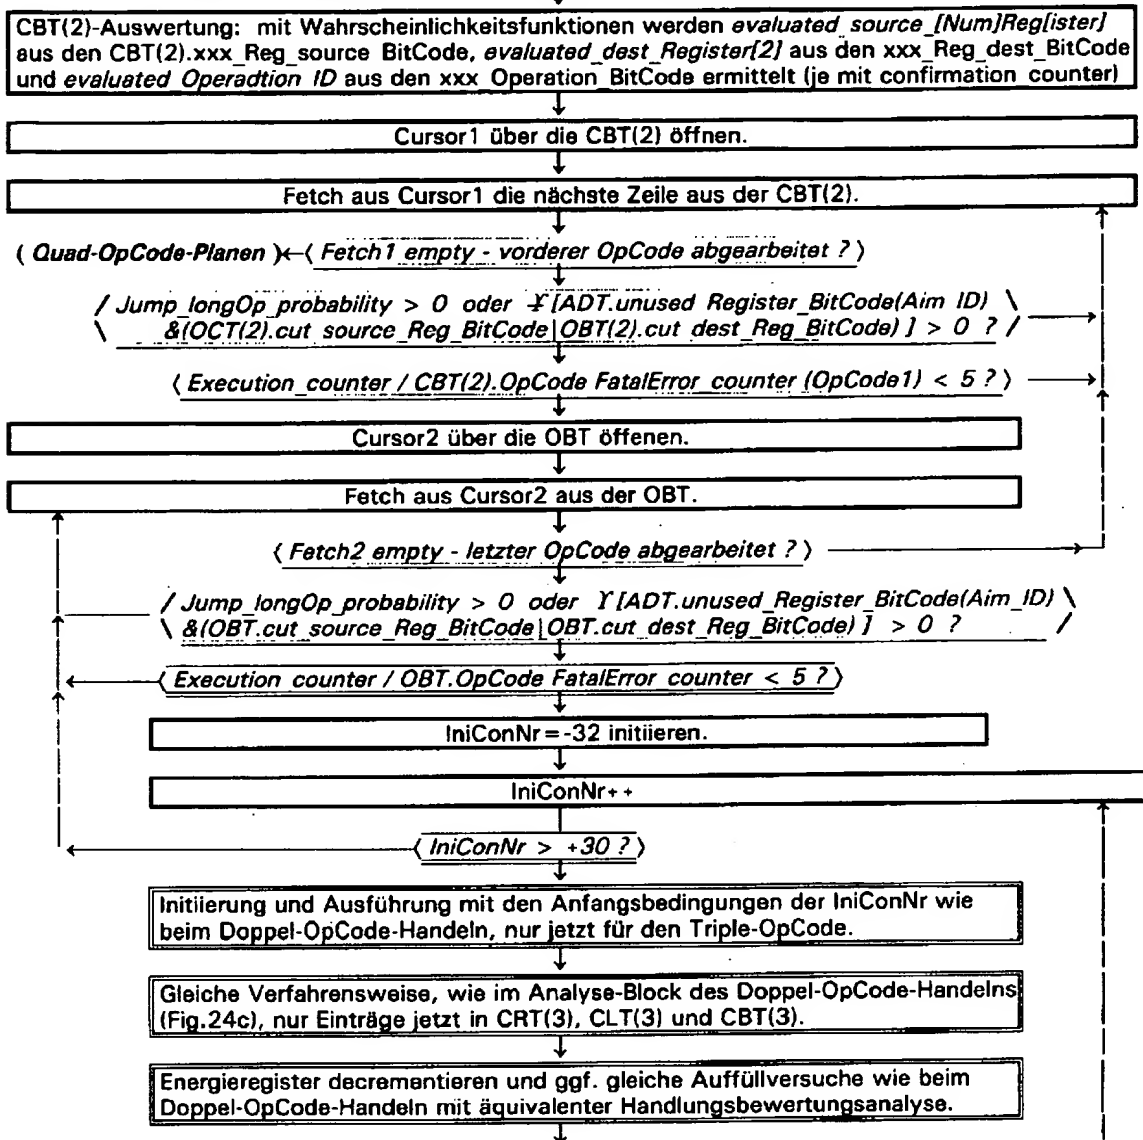 CBT(2)-Auswertung: mit Wahrscheinlichkeitsfunktionen werden evaluated_source_[Num]Reg[ister]
aus den CBT(2).xxx_Reg_source BitCode, evaluated_dest_Register[2] aus den xxx_Reg_dest_BitCode
und evaluated Operadtion ID aus den xxx Operation BitCode ermittelt (je mit confirmation counter)
Cursor1 über die CBT(2) öffnen.
Fetch aus Cursor1 die nächste Zeile aus der CBT(2).
( Quad-OpCode-Planen ) ⟨ Fetch1 empty - vorderer OpCode abgearbeitet ? ⟩
/ Jump_longOp_probability > 0 oder Ɏ [ADT.unused Register_BitCode(Aim ID) \
\ &(OCT(2).cut source_Reg_BitCode|OBT(2).cut dest_Reg_BitCode) ] > 0 ? /
⟨ Execution_counter / CBT(2).OpCode FatalError_counter (OpCode1) < 5 ? ⟩
Cursor2 über die OBT öffenen.
Fetch aus Cursor2 aus der OBT.
⟨ Fetch2 empty - letzter OpCode abgearbeitet ? ⟩
/ Jump_longOp_probability > 0 oder Ɣ [ADT.unused_Register_BitCode(Aim_ID) \
\ &(OBT.cut_source_Reg_BitCode|OBT.cut_dest_Reg_BitCode) ] > 0 ? /
⟨ Execution counter / OBT.OpCode FatalError counter < 5 ? ⟩
IniConNr=-32 initiieren.
IniConNr++
⟨ IniConNr > +30 ? ⟩
Initiierung und Ausführung mit den Anfangsbedingungen der IniConNr wie
beim Doppel-OpCode-Handeln, nur jetzt für den Triple-OpCode.
Gleiche Verfahrensweise, wie im Analyse-Block des Doppel-OpCode-Handelns
(Fig.24c), nur Einträge jetzt in CRT(3), CLT(3) und CBT(3).
Energieregister decrementieren und ggf. gleiche Auffüllversuche wie beim
Doppel-OpCode-Handeln mit äquivalenter Handlungsbewertungsanalyse.